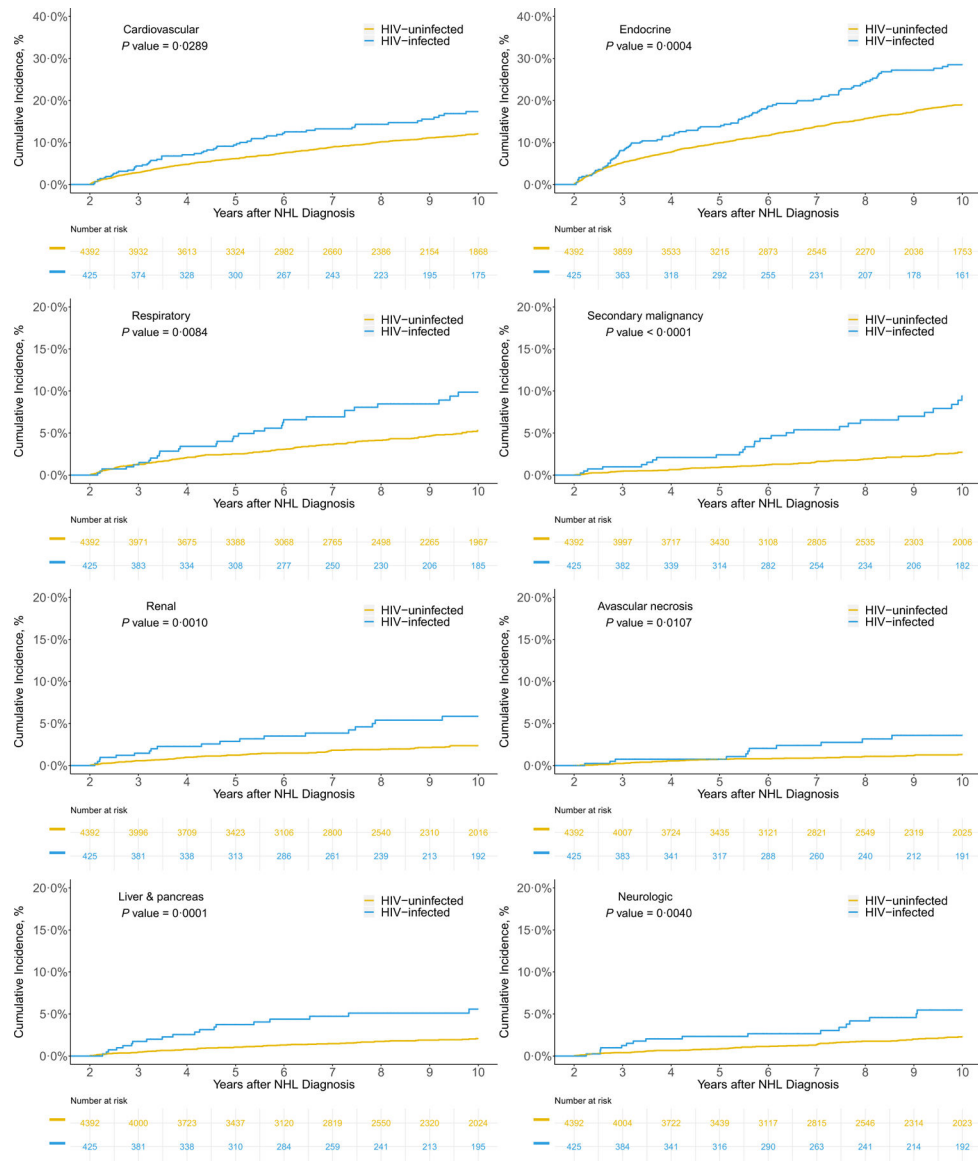 Cardiovascular
P value = 0·0289
HIV−uninfected
HIV−infected
Cumulative Incidence, %
40·0%
30·0%
20·0%
10·0%
0·0%
2 3 4 5 6 7 8 9 10
Years after NHL Diagnosis
Number at risk
4392 3932 3613 3324 2982 2660 2386 2154 1868
425 374 328 300 267 243 223 195 175
Endocrine
P value = 0·0004
HIV−uninfected
HIV−infected
Cumulative Incidence, %
40·0%
30·0%
20·0%
10·0%
0·0%
2 3 4 5 6 7 8 9 10
Years after NHL Diagnosis
Number at risk
4392 3859 3533 3215 2873 2545 2270 2036 1753
425 363 318 292 255 231 207 178 161
Respiratory
P value = 0·0084
HIV−uninfected
HIV−infected
Cumulative Incidence, %
20·0%
15·0%
10·0%
5·0%
0·0%
2 3 4 5 6 7 8 9 10
Years after NHL Diagnosis
Number at risk
4392 3971 3675 3388 3068 2765 2498 2265 1967
425 383 334 308 277 250 230 206 185
Secondary malignancy
P value < 0·0001
HIV−uninfected
HIV−infected
Cumulative Incidence, %
20·0%
15·0%
10·0%
5·0%
0·0%
2 3 4 5 6 7 8 9 10
Years after NHL Diagnosis
Number at risk
4392 3997 3717 3430 3108 2805 2535 2303 2006
425 382 339 314 282 254 234 206 182
Renal
P value = 0·0010
HIV−uninfected
HIV−infected
Cumulative Incidence, %
20·0%
15·0%
10·0%
5·0%
0·0%
2 3 4 5 6 7 8 9 10
Years after NHL Diagnosis
Number at risk
4392 3996 3709 3423 3106 2800 2540 2310 2016
425 381 338 313 286 261 239 213 192
Avascular necrosis
P value = 0·0107
HIV−uninfected
HIV−infected
Cumulative Incidence, %
20·0%
15·0%
10·0%
5·0%
0·0%
2 3 4 5 6 7 8 9 10
Years after NHL Diagnosis
Number at risk
4392 4007 3724 3435 3121 2821 2549 2319 2025
425 383 341 317 288 260 240 212 191
Liver & pancreas
P value = 0·0001
HIV−uninfected
HIV−infected
Cumulative Incidence, %
20·0%
15·0%
10·0%
5·0%
0·0%
2 3 4 5 6 7 8 9 10
Years after NHL Diagnosis
Number at risk
4392 4000 3723 3437 3120 2819 2550 2320 2024
425 381 338 310 284 259 241 213 195
Neurologic
P value = 0·0040
HIV−uninfected
HIV−infected
Cumulative Incidence, %
20·0%
15·0%
10·0%
5·0%
0·0%
2 3 4 5 6 7 8 9 10
Years after NHL Diagnosis
Number at risk
4392 4004 3722 3439 3117 2815 2546 2314 2023
425 384 341 316 290 263 241 214 192